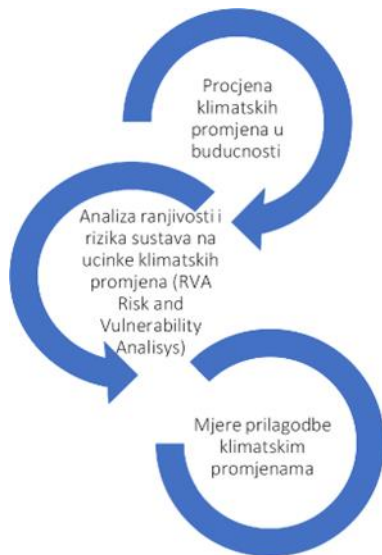 Procjena
klimatskih
promjena u
buducnosti
Analiza ranjivosti i
rizika sustava na
ucinke klimatskih
promjena (RVA
Risk and
Vulnerability
Analisys)
Mjere prilagodbe
klimatskim
promjenama